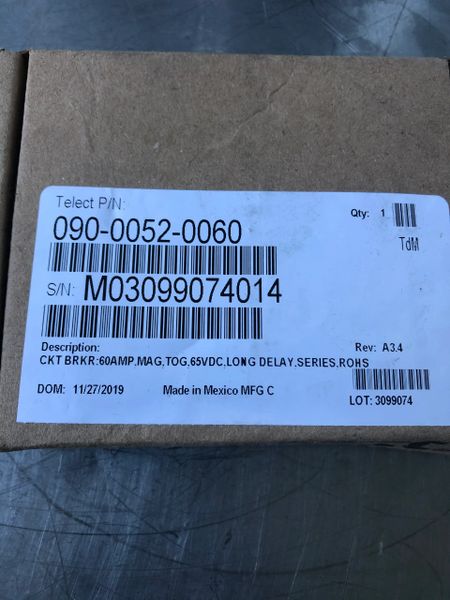 Telect P/N:
Qty: 1
090-0052-0060
TdM
S/N: M03099074014
Description:
Rev: A3.4
CKT BRKR:60AMP,MAG,TOG,65VDC,LONG DELAY,SERIES,ROHS
DOM: 11/27/2019 Made in Mexico MFG C
LOT: 3099074